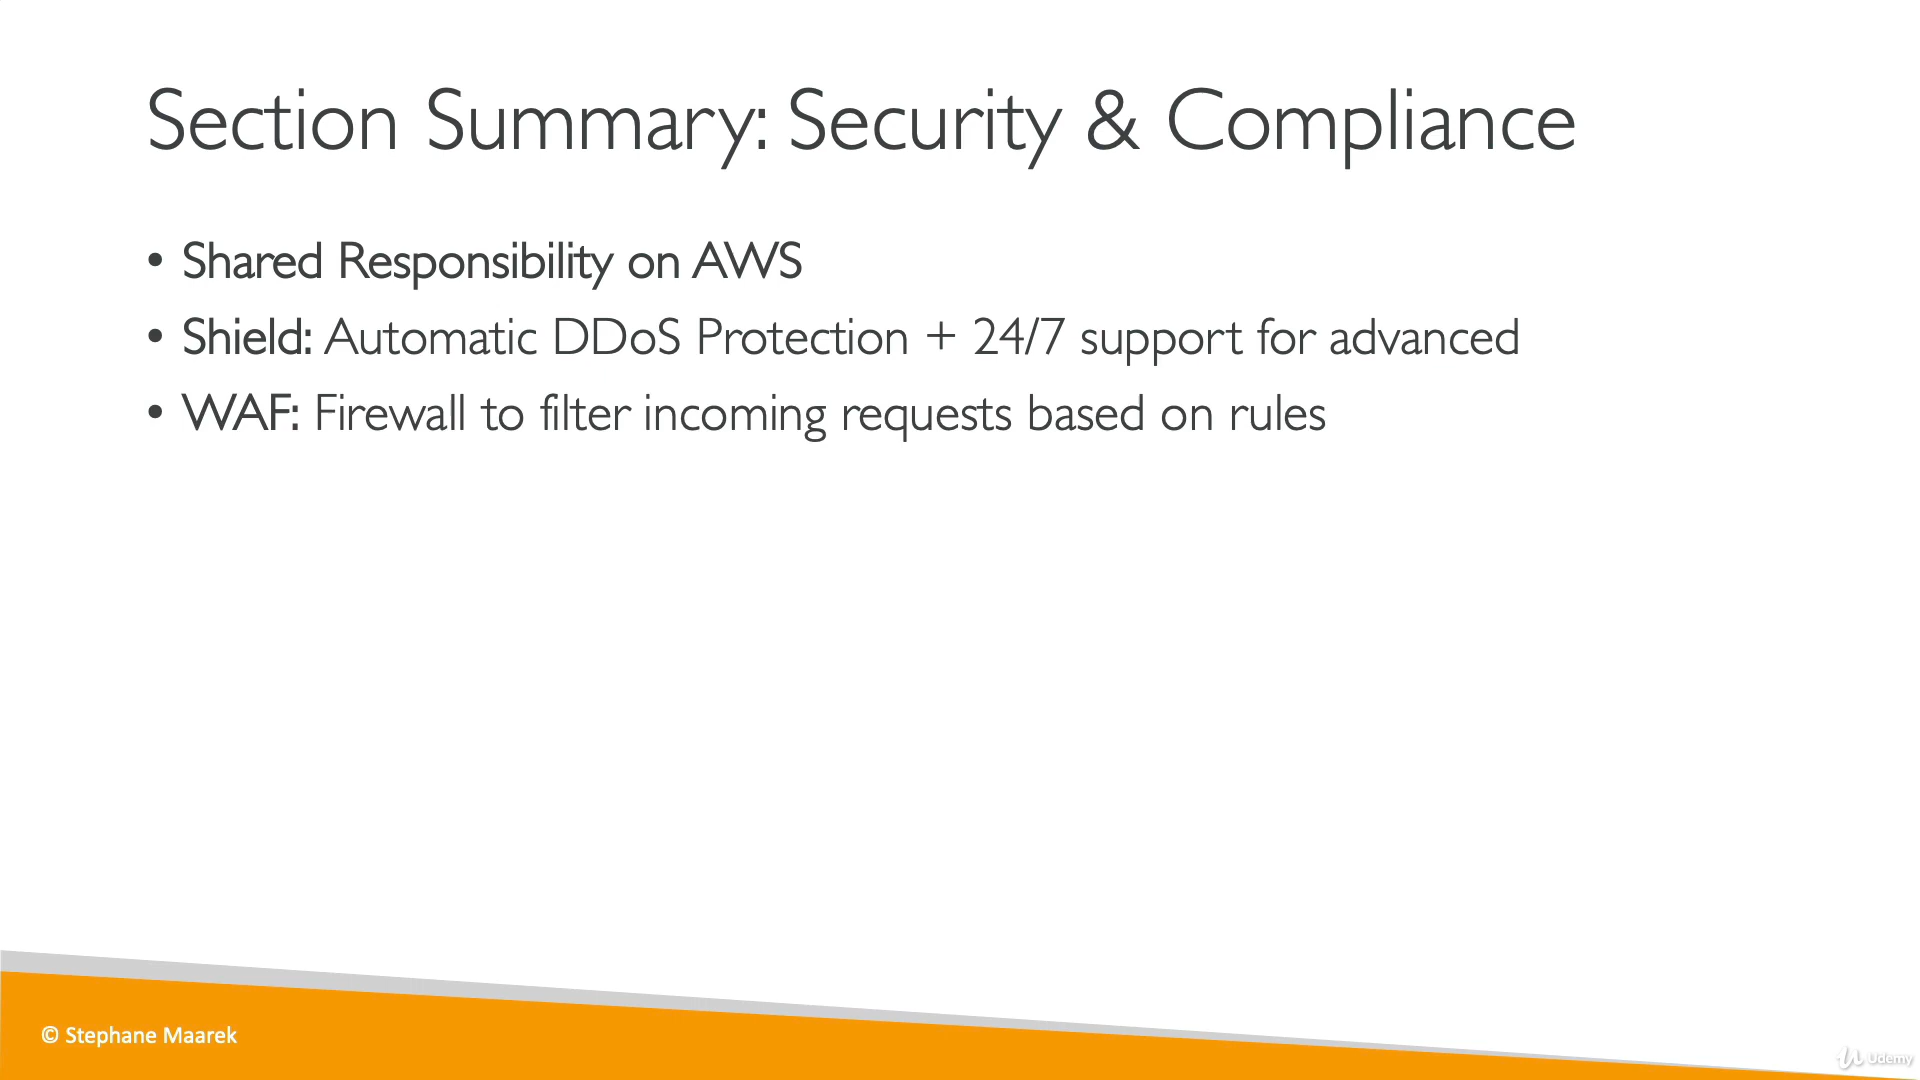 Section Summary: Security & Compliance
• Shared Responsibility on AWS
• Shield: Automatic DDoS Protection + 24/7 support for advanced
• WAF: Firewall to filter incoming requests based on rules
© Stephane Maarek
Udemy